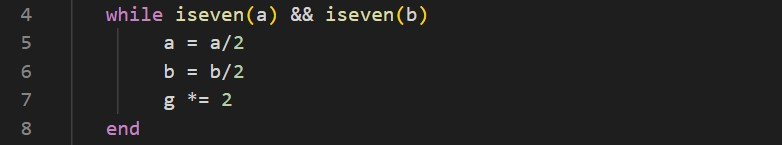 4 while iseven(a) && iseven(b)
5 a = a/2
6 b = b/2
7 g *= 2
8 end